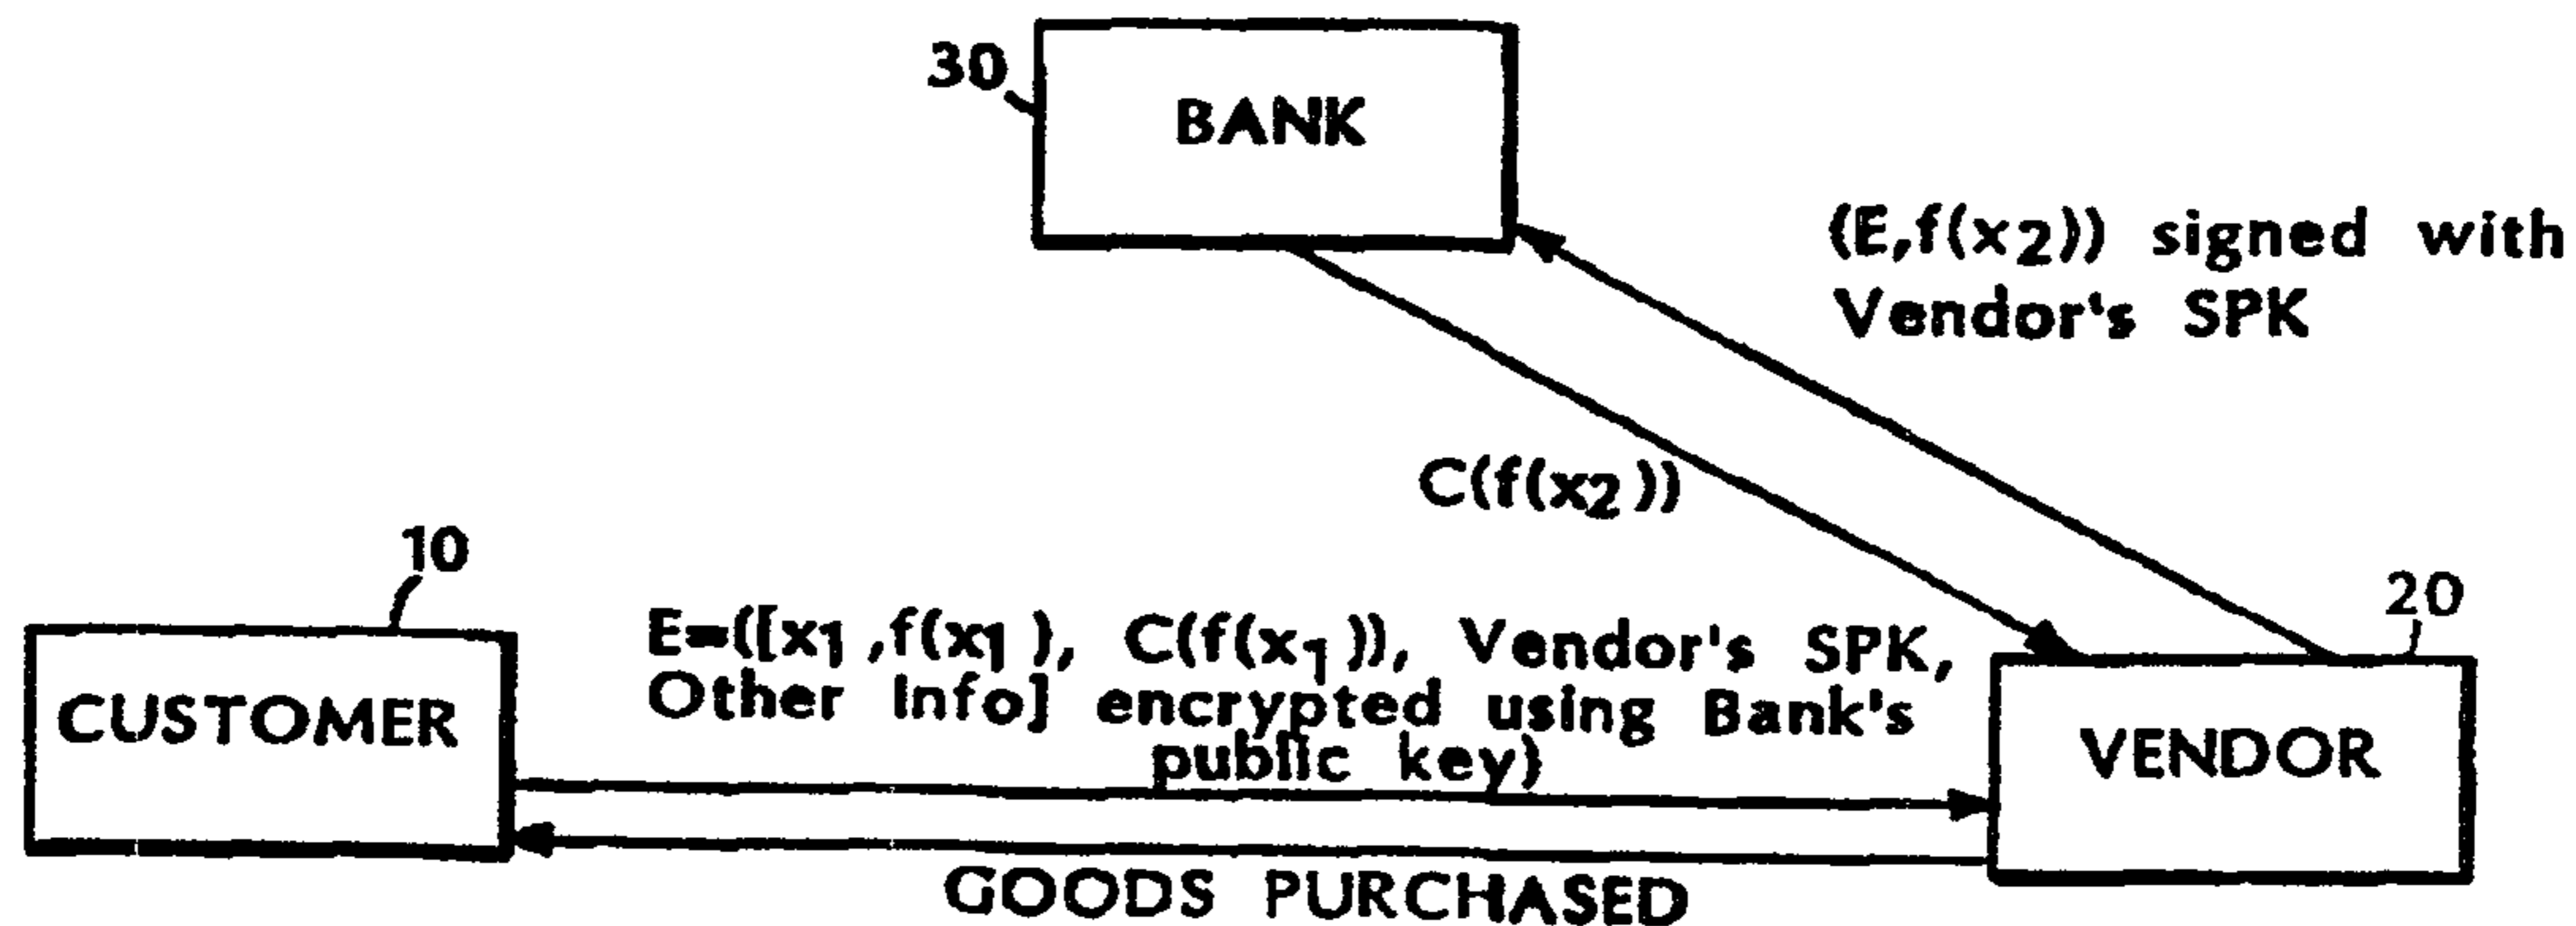 30
BANK
(E,f(x2)) signed with
Vendor's SPK
C(f(x2))
10
20
E=([x1,f(x1), C(f(x1)), Vendor's SPK,
Other Info] encrypted using Bank's
public key)
CUSTOMER
VENDOR
GOODS PURCHASED